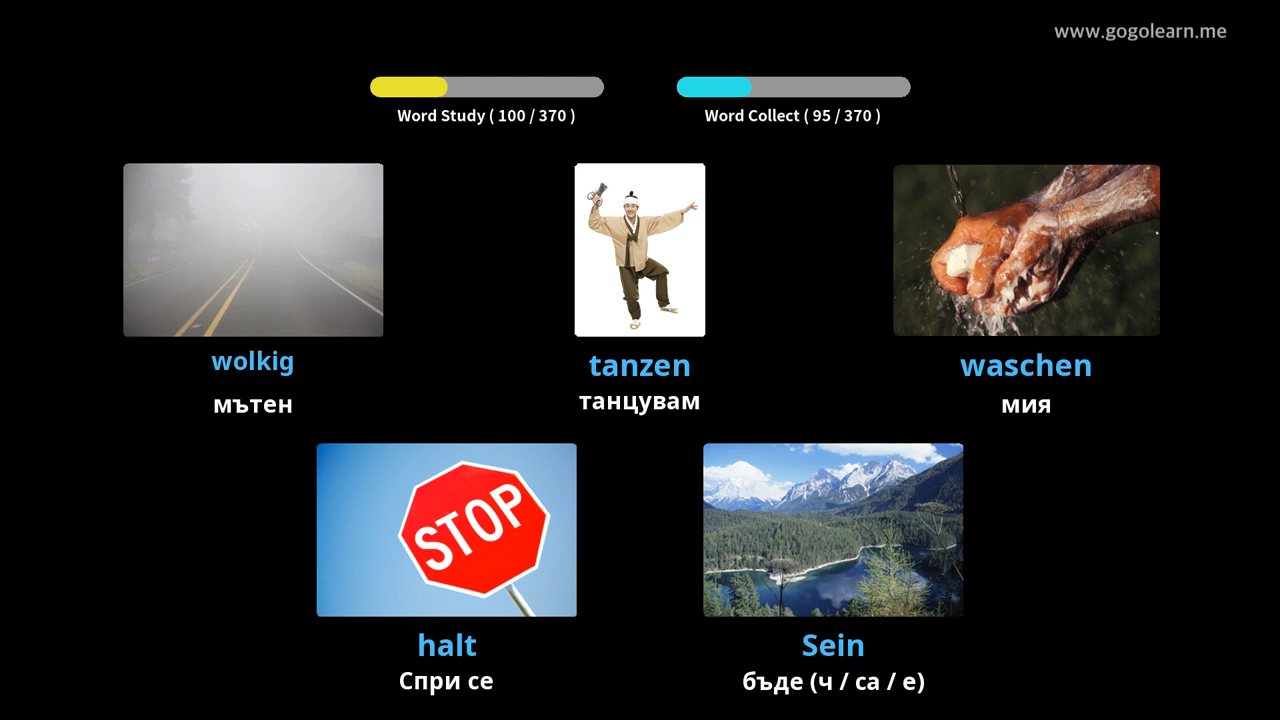 www.gogolearn.me
Word Study ( 100 / 370 )
Word Collect ( 95 / 370 )
wolkig
мътен
tanzen
танцувам
waschen
мия
STOP
halt
Спри се
Sein
бъде (ч / са / е)